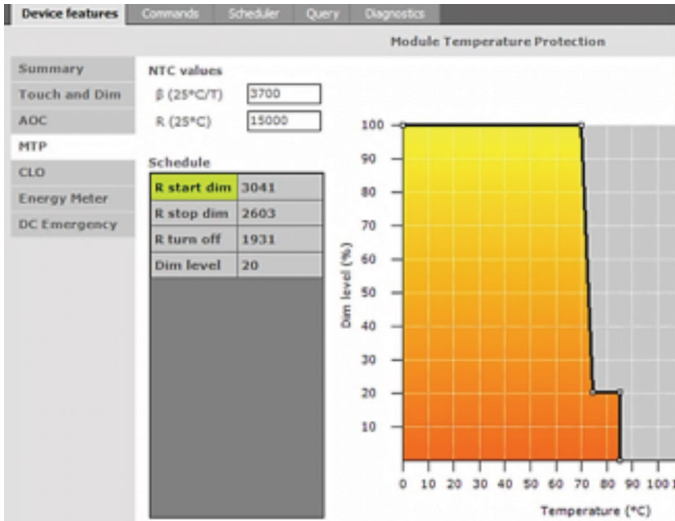 Device features Commands Scheduler Query Diagnostics
Module Temperature Protection
Summary
Touch and Dim
AOC
MTP
CLO
Energy Meter
DC Emergency
NTC values
β (25°C/T) 3700
R (25°C) 15000
Schedule
R start dim 3041
R stop dim 2603
R turn off 1931
Dim level 20
Dim level (%)
100
90
80
70
60
50
40
30
20
10
0 10 20 30 40 50 60 70 80 90 100
Temperature (°C)